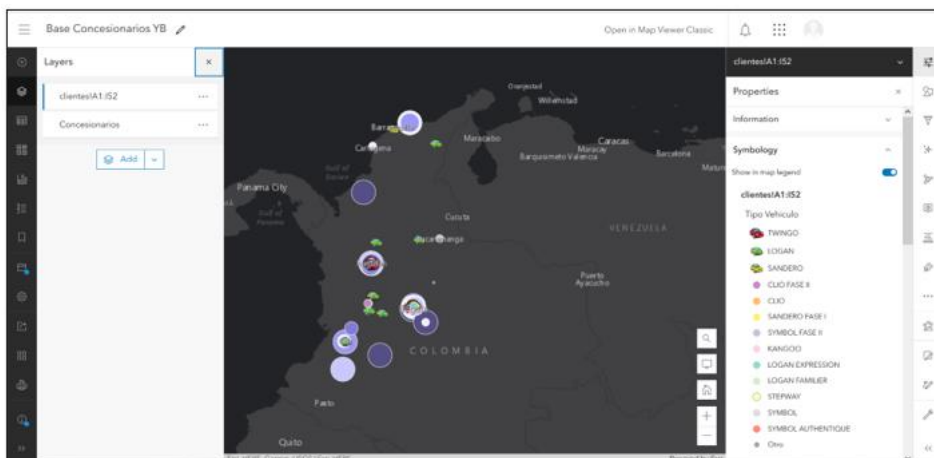 Base Concesionarios YB
Open in Map Viewer Classic
Layers
clientes!A1:I52
Concesionarios
Add
Oranjestad
Willemstad
Cartagena
Maracaibo
Caracas
Maracay
Barquisimeto Valencia
Barcelona
Panama City
Gulf of
Panama
Cucuta
VENEZUELA
Puerto
Ayacucho
COLOMBIA
Pasto
Quito
clientes!A1:I52
Properties
Information
Symbology
Show in map legend
clientes!A1:I52
Tipo Vehiculo
TWINGO
LOGAN
SANDERO
CLIO FASE II
CLIO
SANDERO FASE I
SYMBOL FASE II
KANGOO
LOGAN EXPRESSION
LOGAN FAMILIER
STEPWAY
SYMBOL
SYMBOL AUTHENTIQUE
Otro